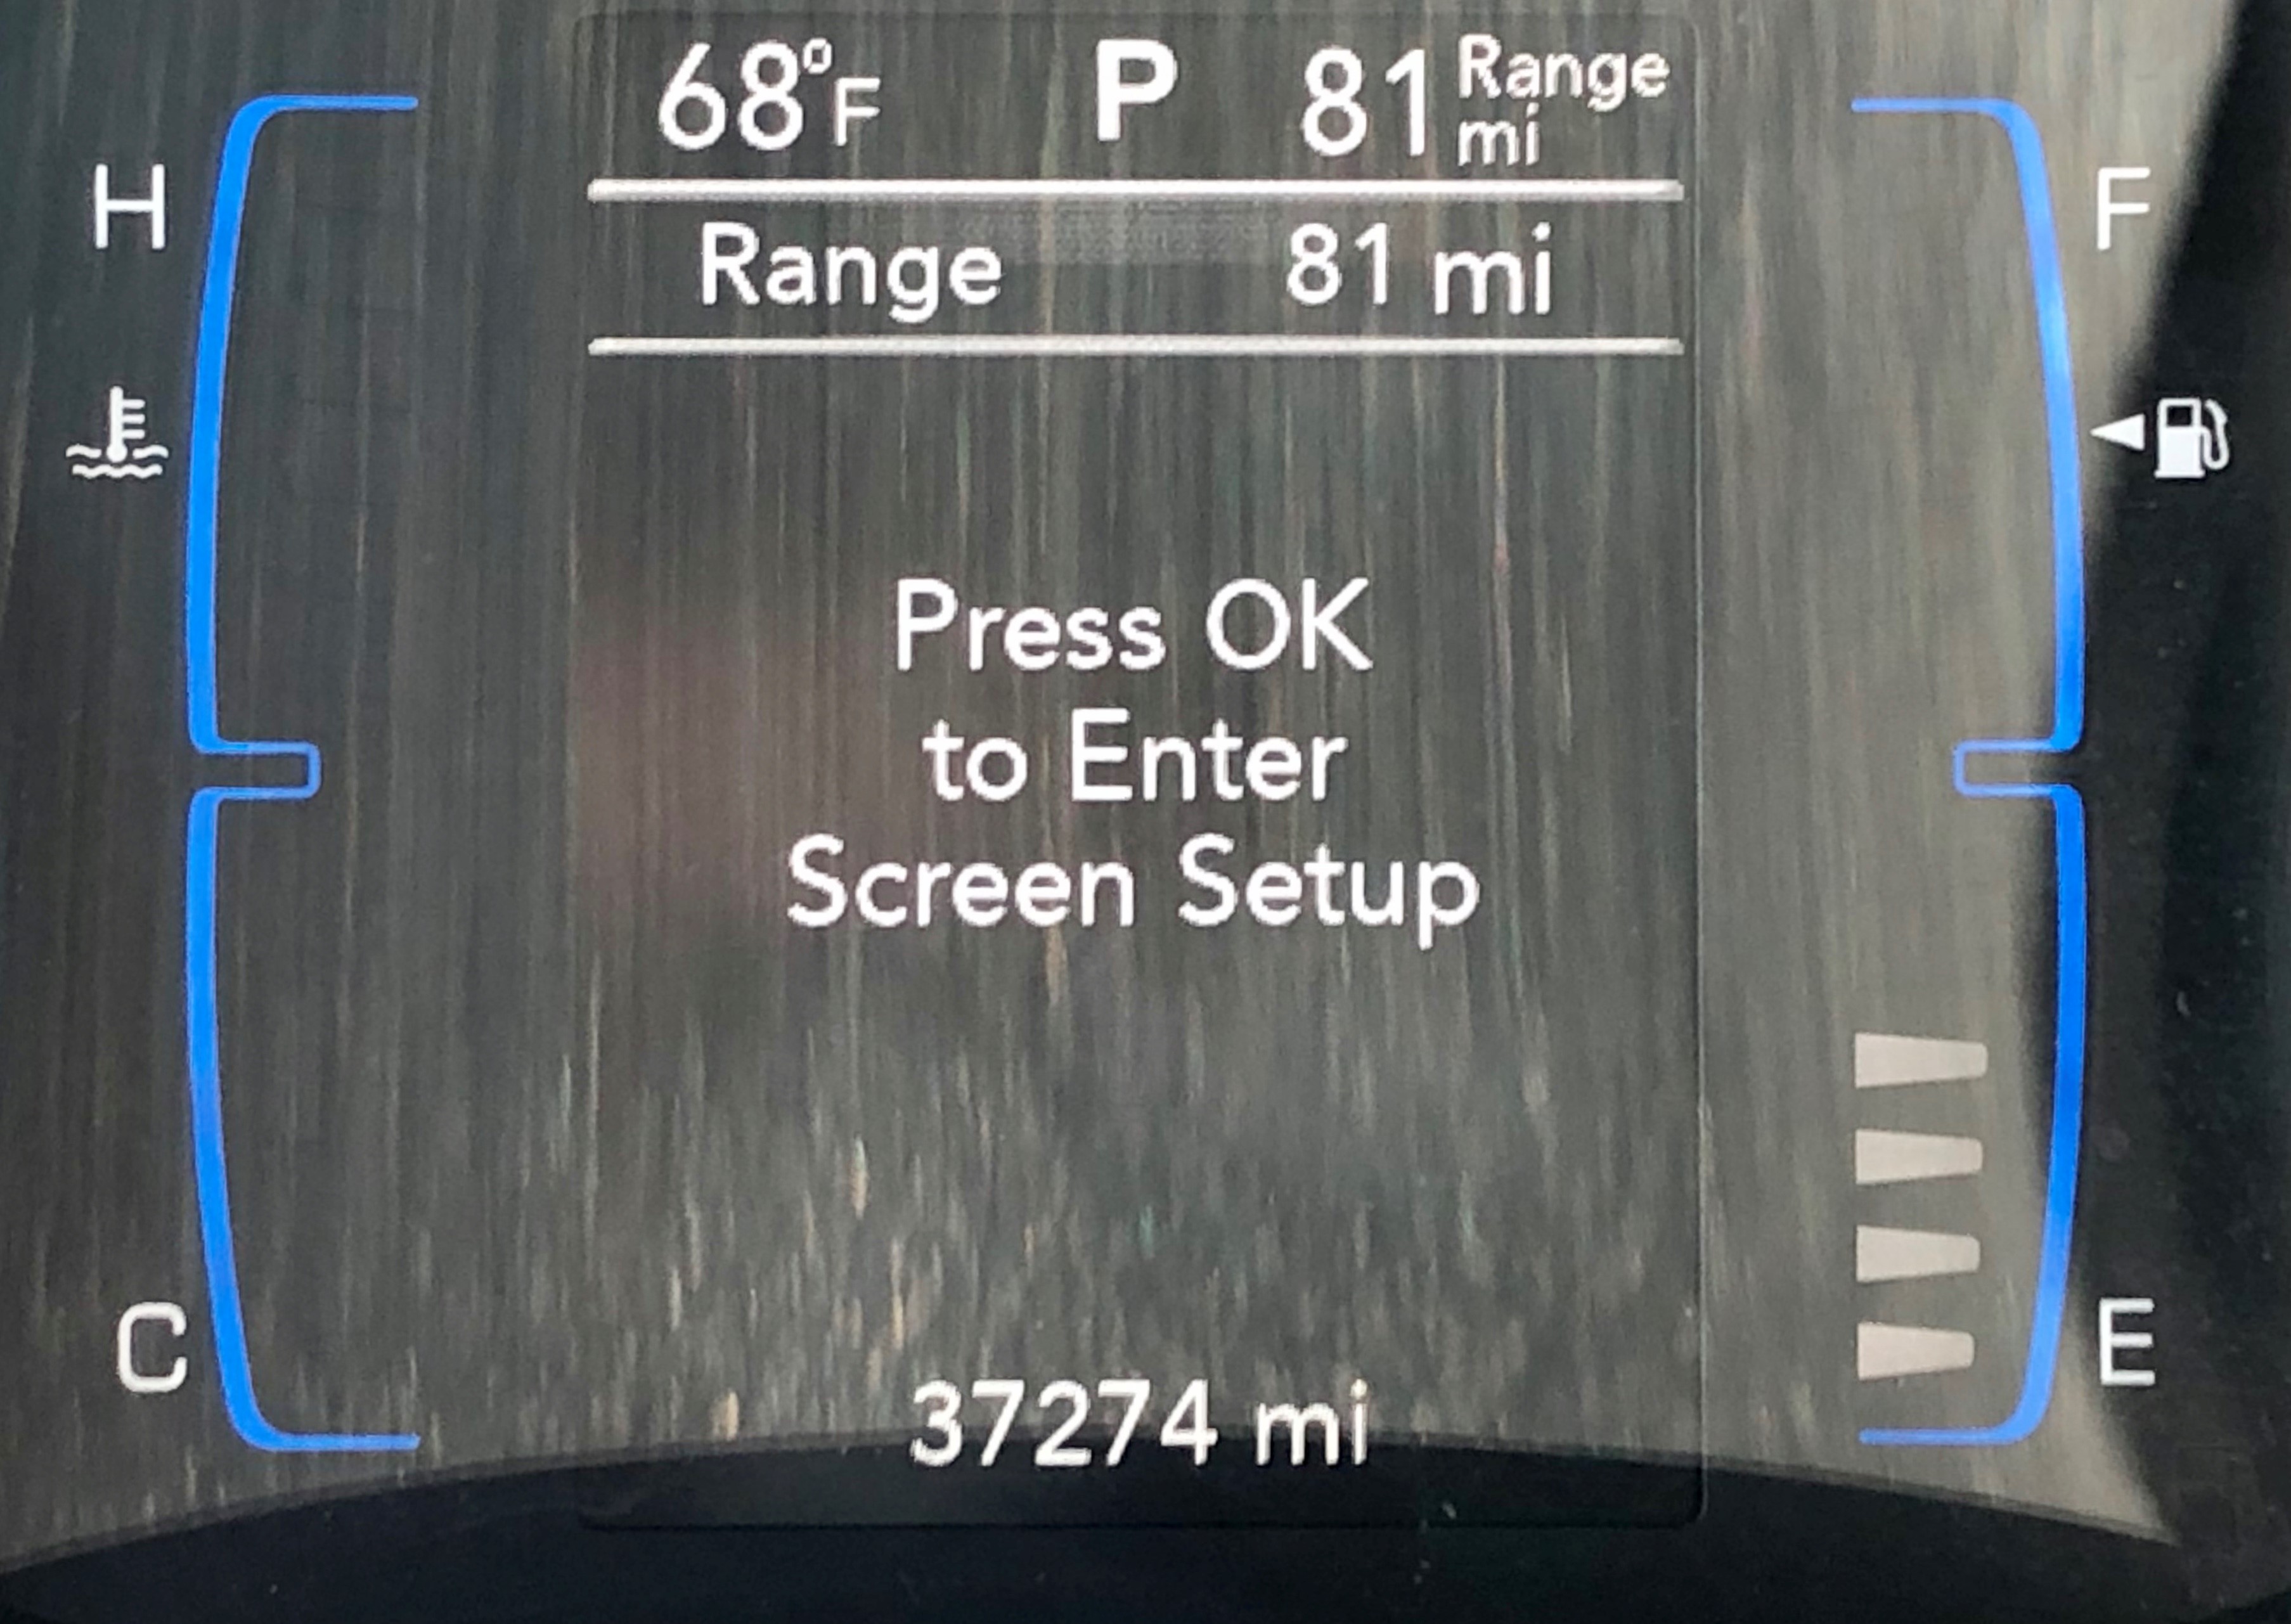 68°F P 81 Range mi
Range 81 mi
H F
Press OK
to Enter
Screen Setup
C E
37274 mi